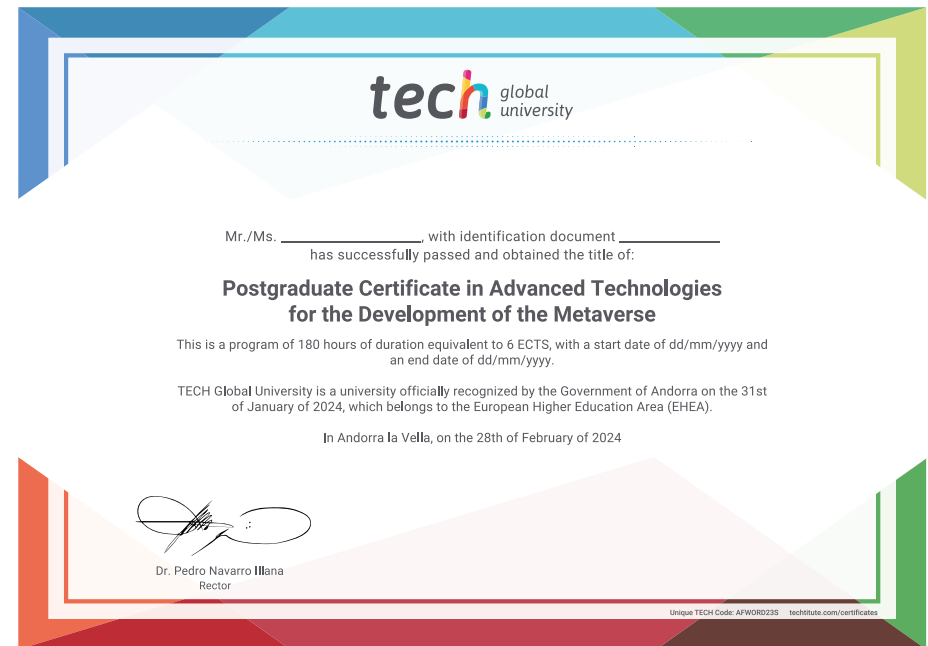 tech global university
Mr./Ms. ____________, with identification document ____________
has successfully passed and obtained the title of:
Postgraduate Certificate in Advanced Technologies
for the Development of the Metaverse
This is a program of 180 hours of duration equivalent to 6 ECTS, with a start date of dd/mm/yyyy and
an end date of dd/mm/yyyy.
TECH Global University is a university officially recognized by the Government of Andorra on the 31st
of January of 2024, which belongs to the European Higher Education Area (EHEA).
In Andorra la Vella, on the 28th of February of 2024
Dr. Pedro Navarro Illana
Rector
Unique TECH Code: AFWORD23S techtitute.com/certificates